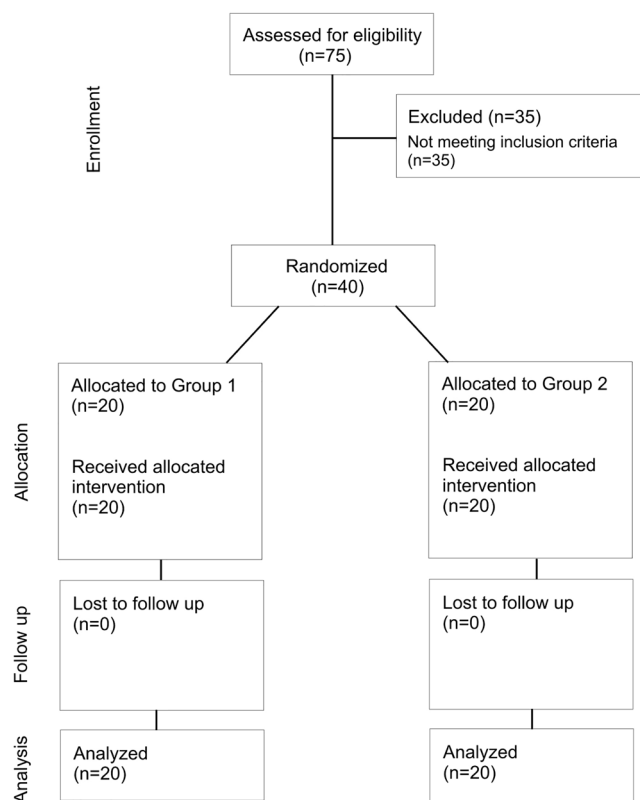 Assessed for eligibility
(n=75)
Enrollment
Excluded (n=35)
Not meeting inclusion criteria
(n=35)
Randomized
(n=40)
Allocation
Allocated to Group 1
(n=20)
Received allocated
intervention
(n=20)
Allocated to Group 2
(n=20)
Received allocated
intervention
(n=20)
Follow up
Lost to follow up
(n=0)
Lost to follow up
(n=0)
Analysis
Analyzed
(n=20)
Analyzed
(n=20)